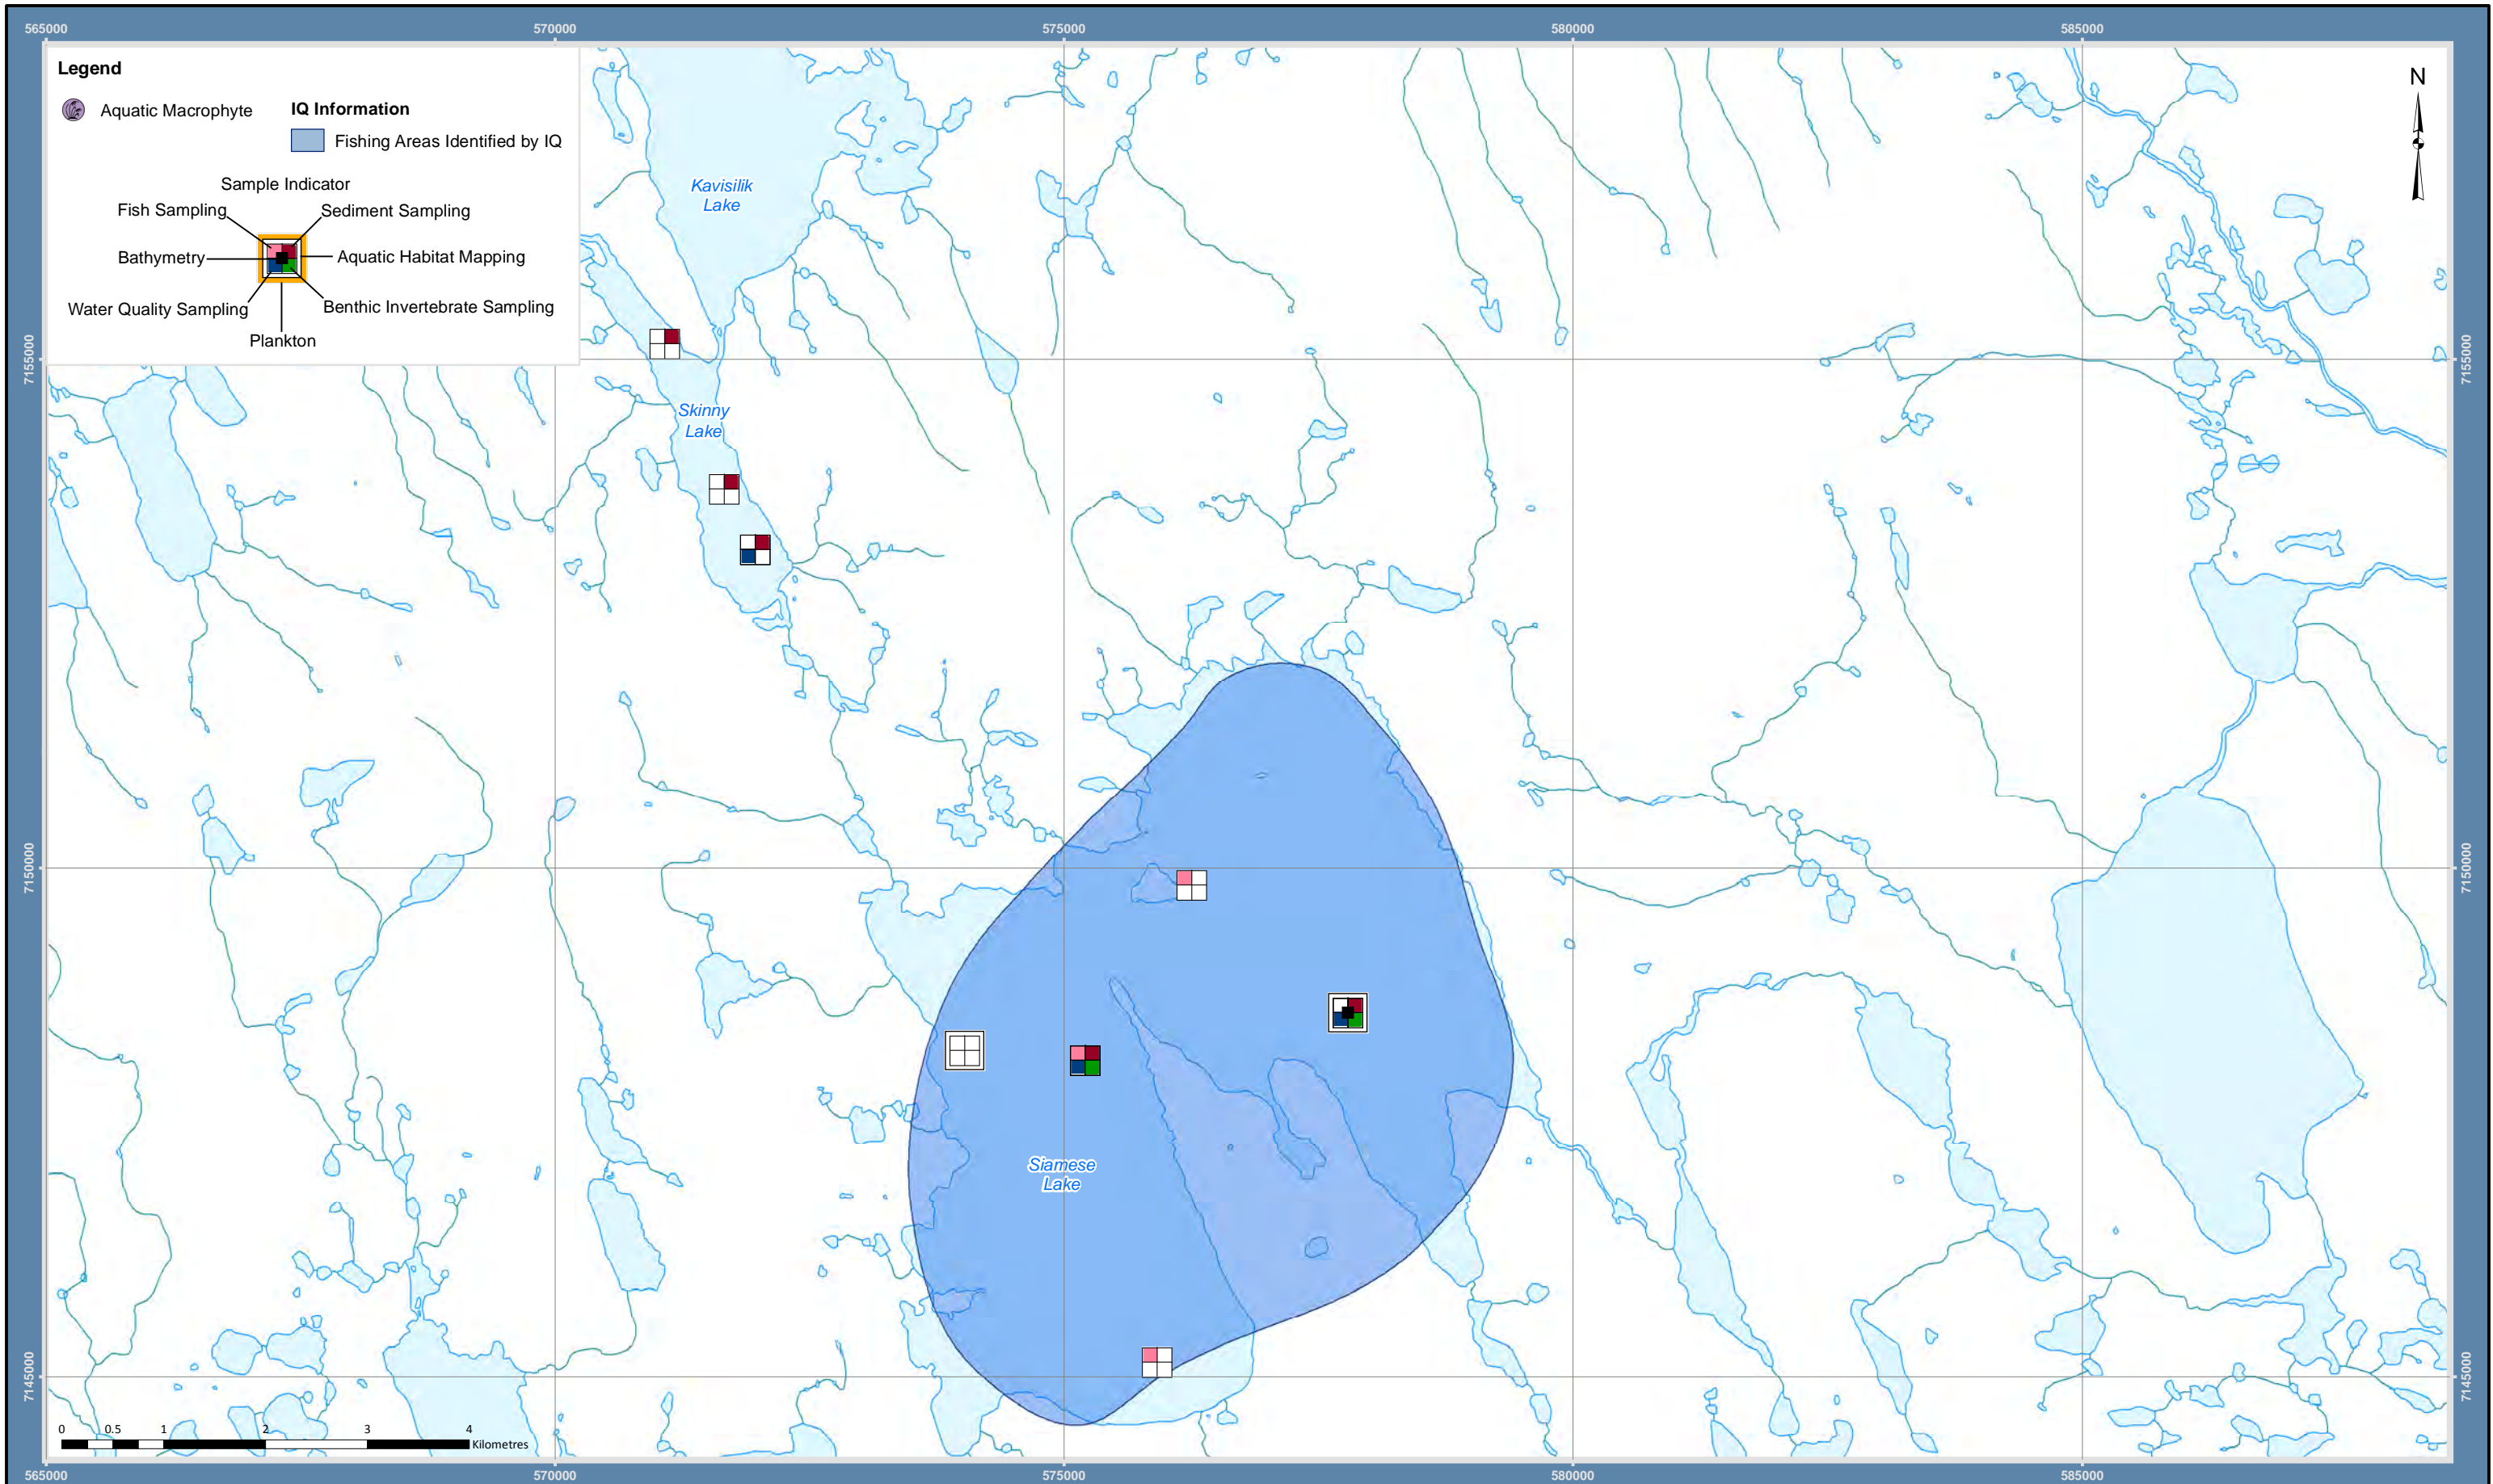 565000 570000 575000 580000 585000
Legend
N
Aquatic Macrophyte
IQ Information
Fishing Areas Identified by IQ
Sample Indicator
Fish Sampling
Sediment Sampling
Bathymetry
Aquatic Habitat Mapping
Water Quality Sampling
Benthic Invertebrate Sampling
Plankton
Kavisilik
Lake
7155000
7155000
Skinny
Lake
7150000
7150000
Siamese
Lake
7145000
7145000
0 0.5 1 2 3 4
Kilometres
565000 570000 575000 580000 585000